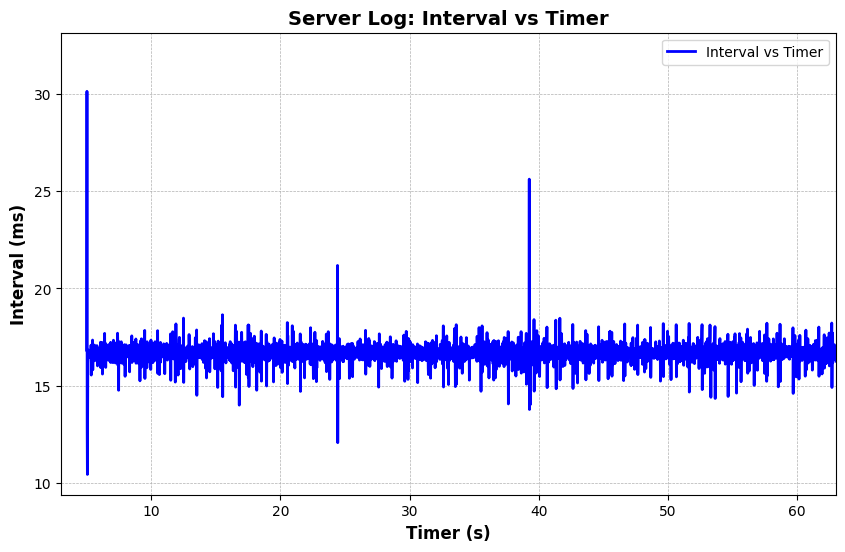 Server Log: Interval vs Timer
Interval vs Timer
30
25
20
15
10
Interval (ms)
10 20 30 40 50 60
Timer (s)